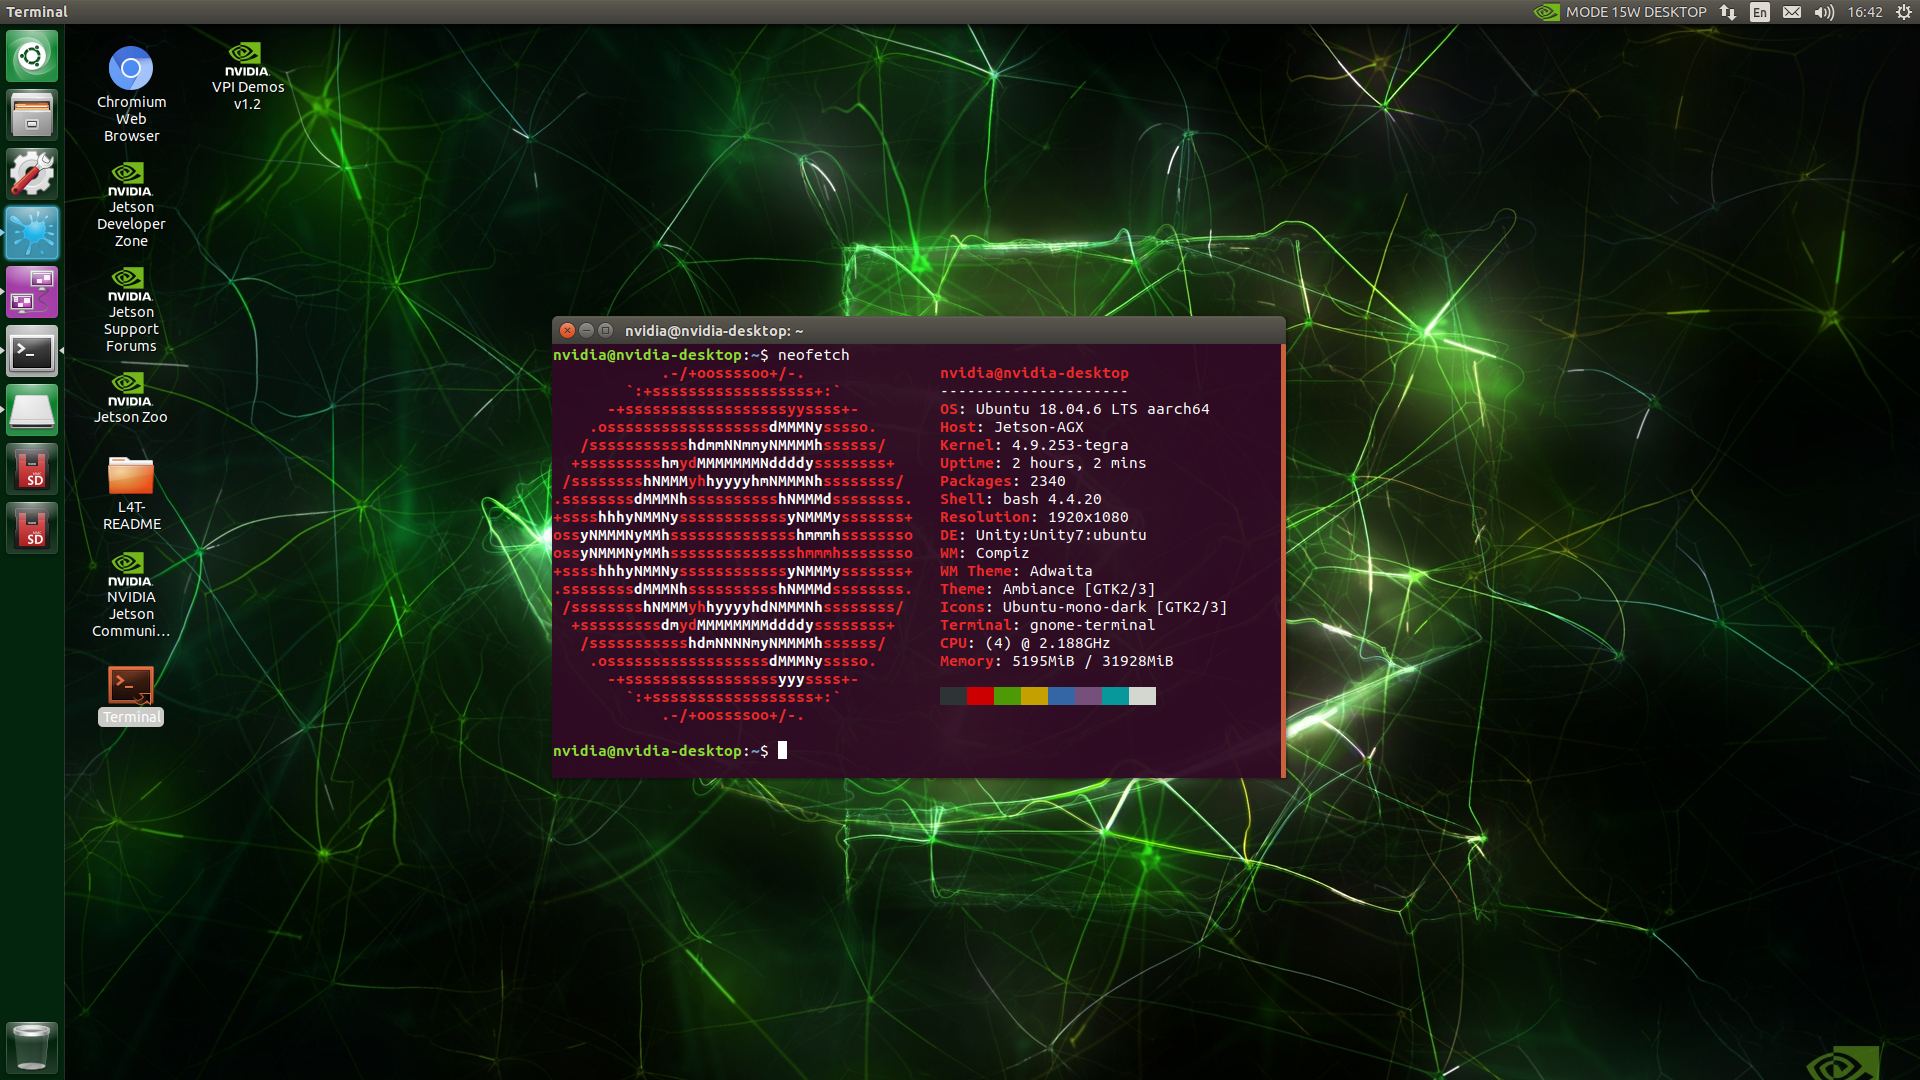 Terminal
MODE 15W DESKTOP
En
16:42
Chromium
Web
Browser
NVIDIA.
VPI Demos
v1.2
NVIDIA.
Jetson
Developer
Zone
NVIDIA.
Jetson
Support
Forums
NVIDIA.
Jetson Zoo
L4T-
README
NVIDIA.
NVIDIA
Jetson
Communi...
>_
Terminal
>_
SD
SD
nvidia@nvidia-desktop: ~
nvidia@nvidia-desktop:~$ neofetch
.-/+oossssoo+/-.
`:+ssssssssssssssssss+:`
-+ssssssssssssssssssyyssss+-
.ossssssssssssssssssdMMMNysssso.
/ssssssssssshdmmNNmmyNMMMMhssssss/
+ssssssssshmydMMMMMMMNddddyssssssss+
/sssssssshNMMMyhhyyyyhmNMMMNhssssssss/
.ssssssssdMMMNhsssssssssshNMMMdssssssss.
+sssshhhyNMMNyssssssssssssyNMMMysssssss+
ossyNMMMNyMMhsssssssssssssshmmmhssssssso
ossyNMMMNyMMhsssssssssssssshmmmhssssssso
+sssshhhyNMMNyssssssssssssyNMMMysssssss+
.ssssssssdMMMNhsssssssssshNMMMdssssssss.
/sssssssshNMMMyhhyyyyhdNMMMNhssssssss/
+sssssssssdmydMMMMMMMMddddyssssssss+
/ssssssssssshdmNNNNmyNMMMMhssssss/
.ossssssssssssssssssdMMMNysssso.
-+sssssssssssssssssyyyssss+-
`:+ssssssssssssssssss+:`
.-/+oossssoo+/-.
nvidia@nvidia-desktop
---------------------
OS: Ubuntu 18.04.6 LTS aarch64
Host: Jetson-AGX
Kernel: 4.9.253-tegra
Uptime: 2 hours, 2 mins
Packages: 2340
Shell: bash 4.4.20
Resolution: 1920x1080
DE: Unity:Unity7:ubuntu
WM: Compiz
WM Theme: Adwaita
Theme: Ambiance [GTK2/3]
Icons: Ubuntu-mono-dark [GTK2/3]
Terminal: gnome-terminal
CPU: (4) @ 2.188GHz
Memory: 5195MiB / 31928MiB
nvidia@nvidia-desktop:~$